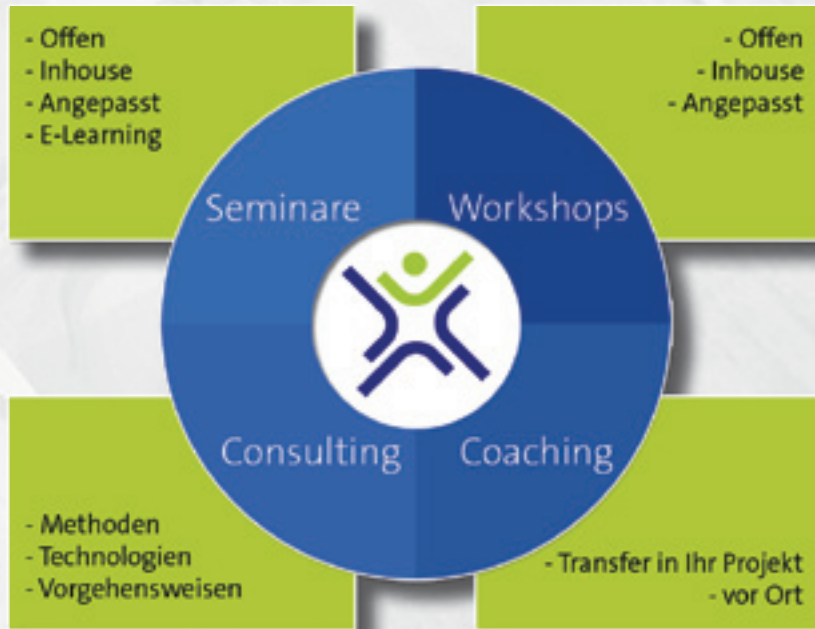 - Offen
- Inhouse
- Angepasst
- E-Learning
- Offen
- Inhouse
- Angepasst
Seminare
Workshops
Consulting
Coaching
- Methoden
- Technologien
- Vorgehensweisen
- Transfer in Ihr Projekt
- vor Ort